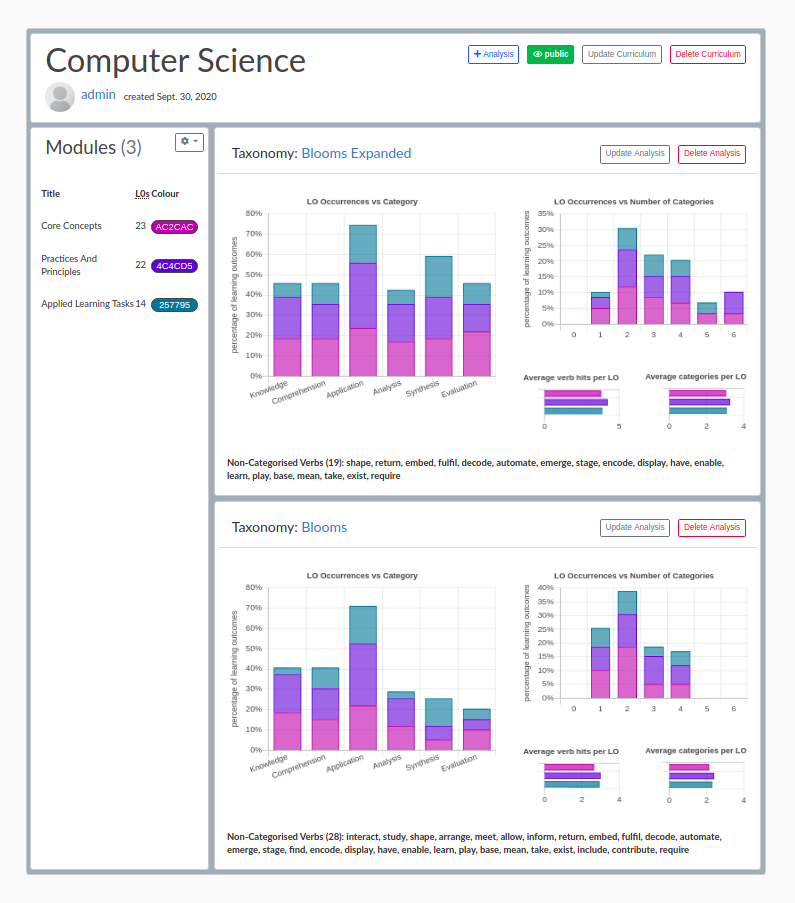 Computer Science
+ Analysis
public
Update Curriculum
Delete Curriculum
admin created Sept. 30, 2020
Modules (3)
Title LOs Colour
Core Concepts 23 AC2CAC
Practices And
Principles
22 4C4CD5
Applied Learning Tasks 14 257795
Taxonomy: Blooms Expanded
Update Analysis
Delete Analysis
LO Occurrences vs Category
percentage of learning outcomes
80%
70%
60%
50%
40%
30%
20%
10%
0%
Knowledge
Comprehension
Application
Analysis
Synthesis
Evaluation
LO Occurrences vs Number of Categories
percentage of learning outcomes
35%
30%
25%
20%
15%
10%
5%
0%
0 1 2 3 4 5 6
Average verb hits per LO
0 5
Average categories per LO
0 2 4
Non-Categorised Verbs (19): shape, return, embed, fulfil, decode, automate, emerge, stage, encode, display, have, enable,
learn, play, base, mean, take, exist, require
Taxonomy: Blooms
Update Analysis
Delete Analysis
LO Occurrences vs Category
percentage of learning outcomes
80%
70%
60%
50%
40%
30%
20%
10%
0%
Knowledge
Comprehension
Application
Analysis
Synthesis
Evaluation
LO Occurrences vs Number of Categories
percentage of learning outcomes
40%
35%
30%
25%
20%
15%
10%
5%
0%
0 1 2 3 4 5 6
Average verb hits per LO
0 2 4
Average categories per LO
0 2 4
Non-Categorised Verbs (28): interact, study, shape, arrange, meet, allow, inform, return, embed, fulfil, decode, automate,
emerge, stage, find, encode, display, have, enable, learn, play, base, mean, take, exist, include, contribute, require